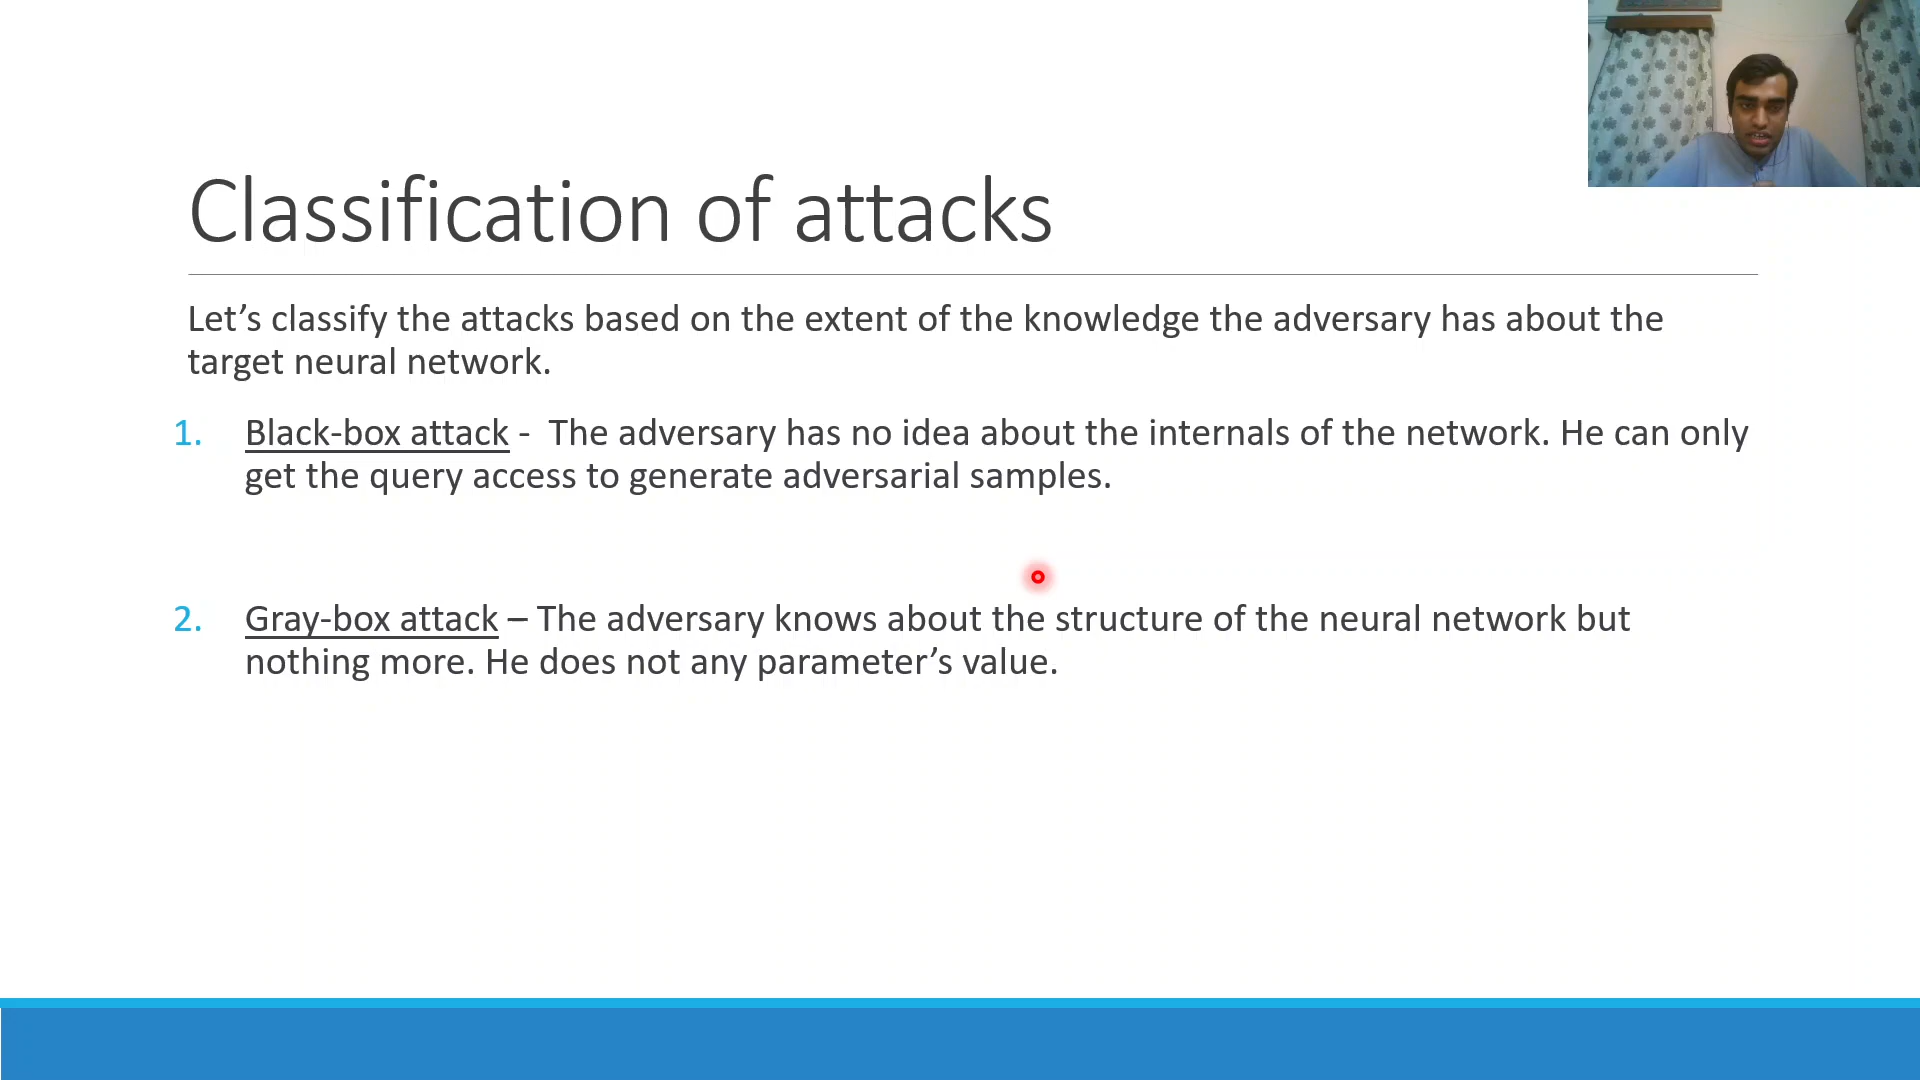 Classification of attacks
Let’s classify the attacks based on the extent of the knowledge the adversary has about the
target neural network.
1. Black-box attack - The adversary has no idea about the internals of the network. He can only
get the query access to generate adversarial samples.
2. Gray-box attack – The adversary knows about the structure of the neural network but
nothing more. He does not any parameter’s value.